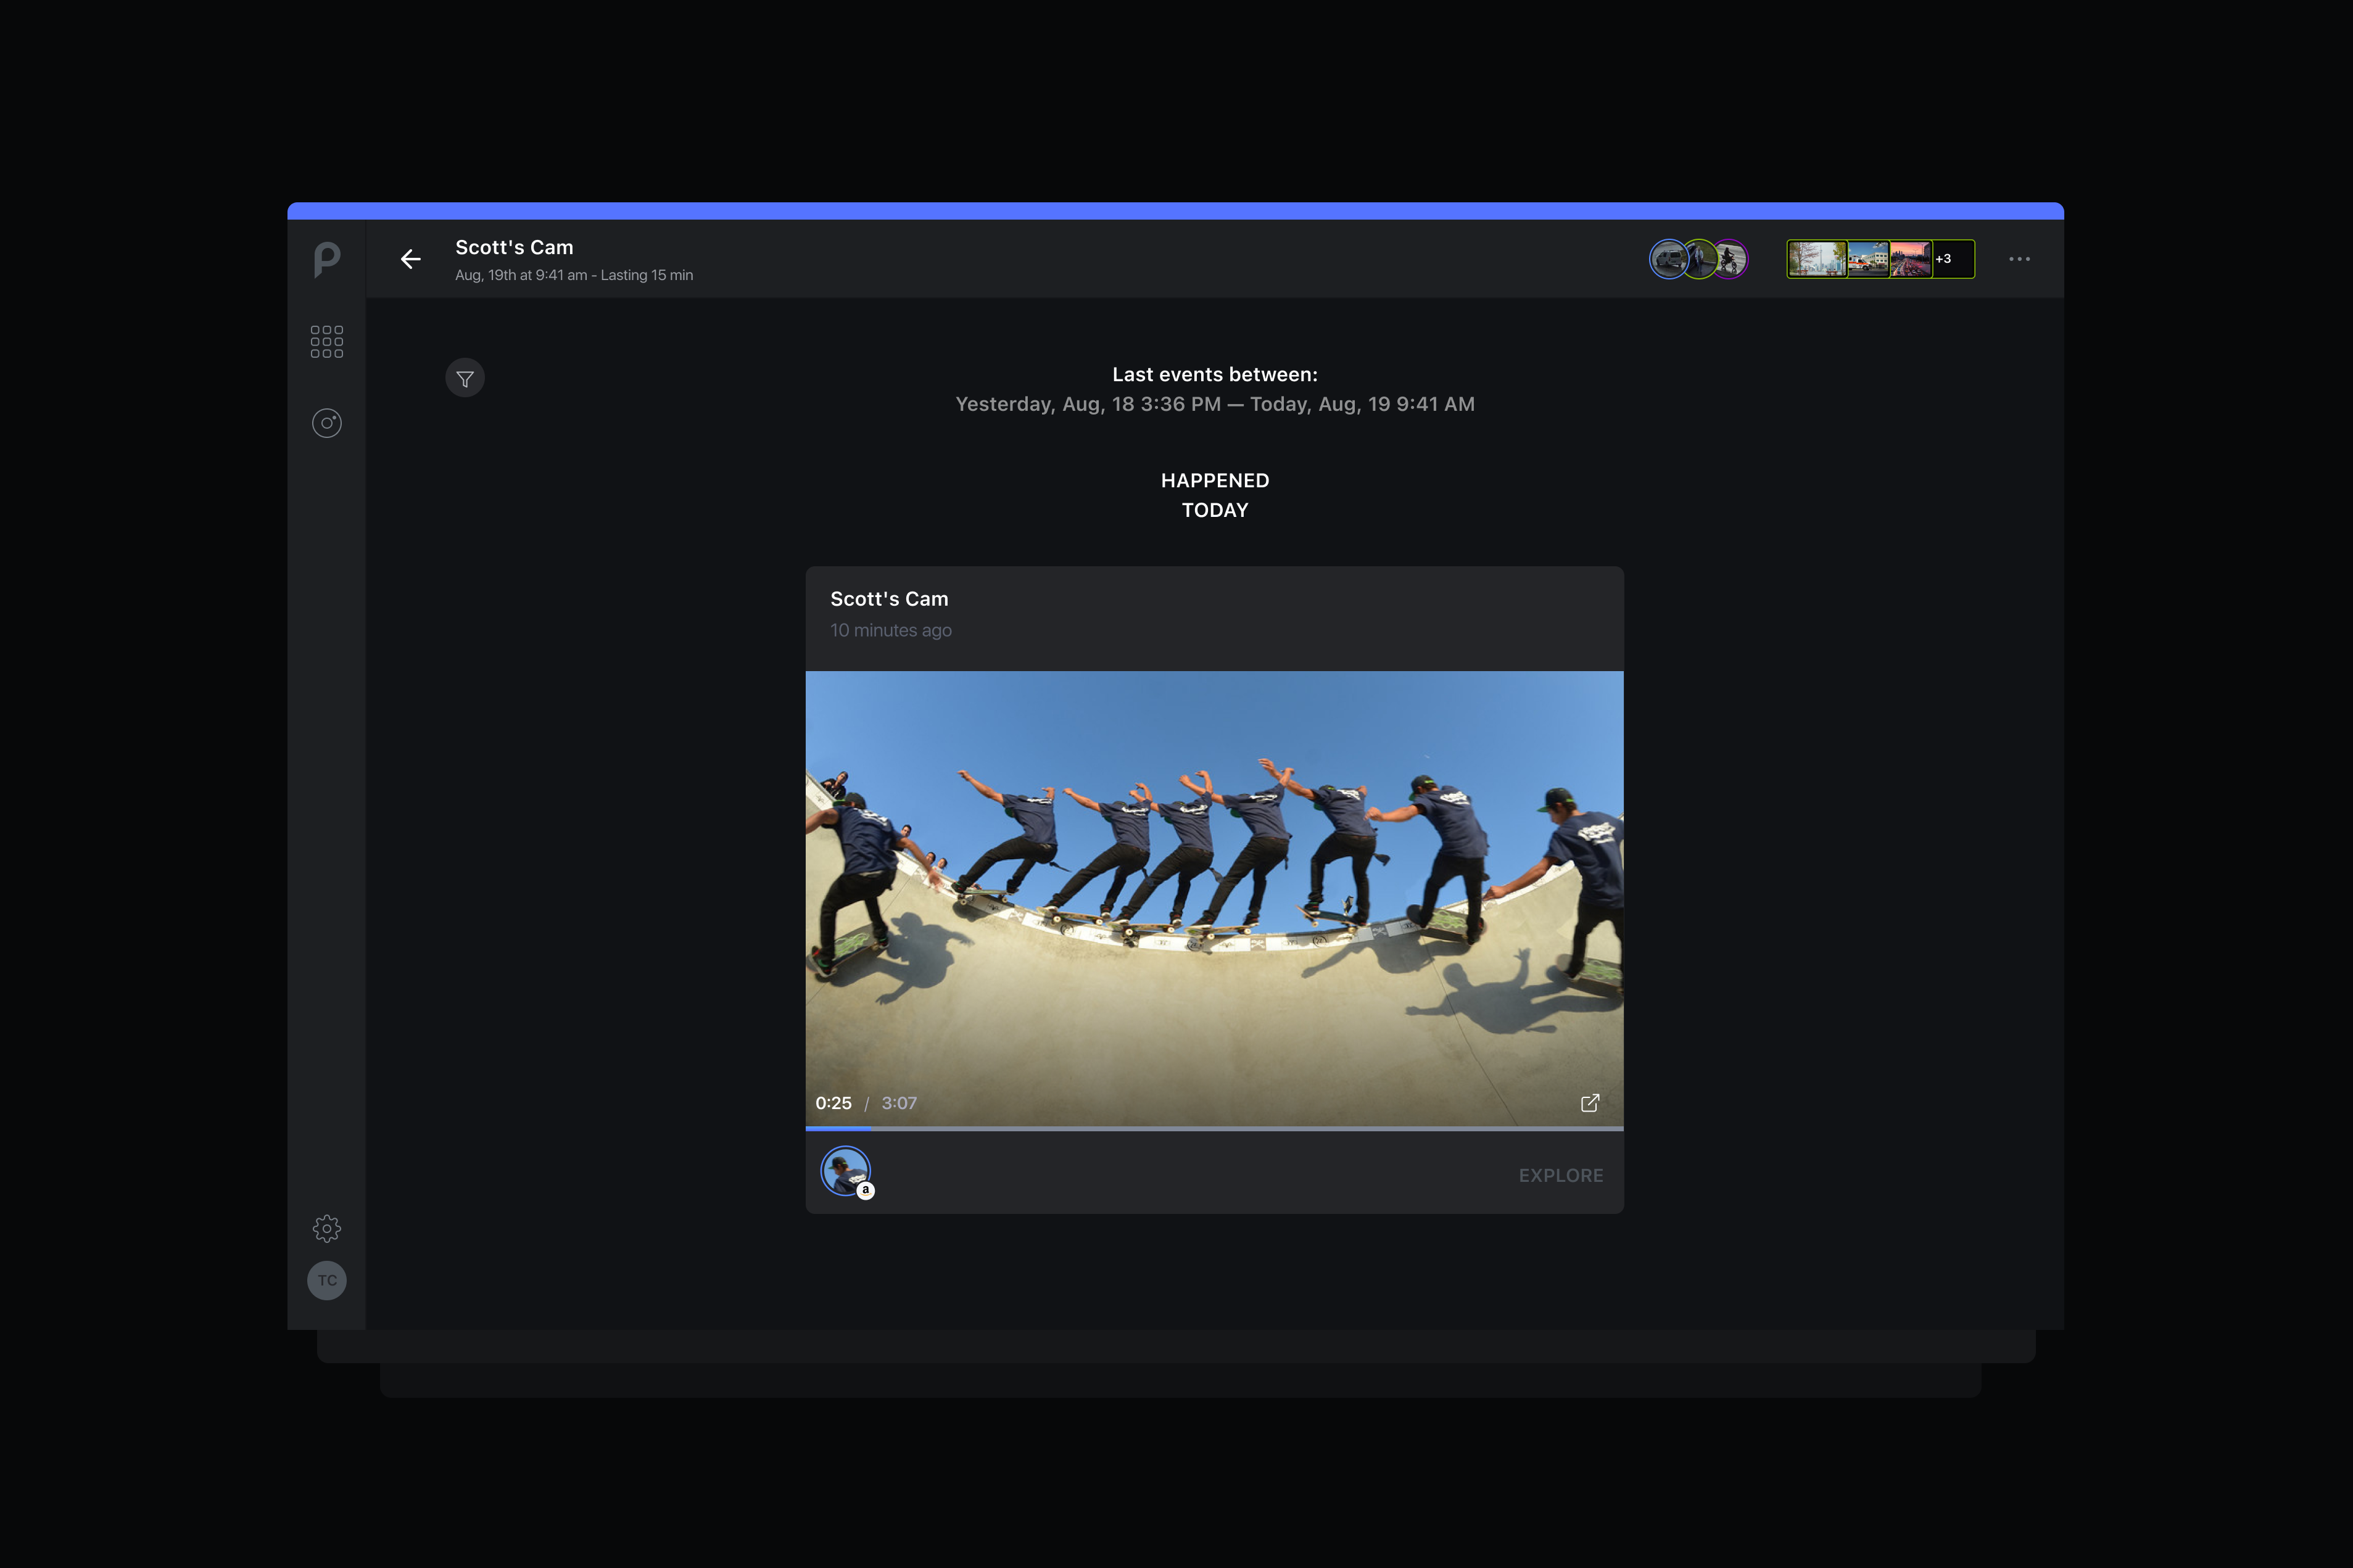 Scott's Cam
Aug, 19th at 9:41 am - Lasting 15 min
+3
Last events between:
Yesterday, Aug, 18 3:36 PM — Today, Aug, 19 9:41 AM
HAPPENED
TODAY
Scott's Cam
10 minutes ago
0:25 / 3:07
a
EXPLORE
TC